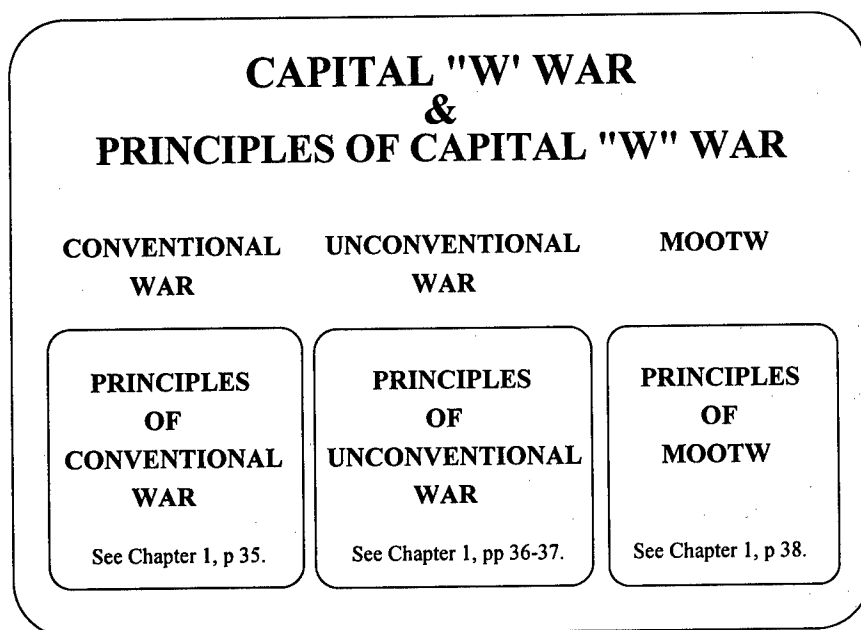 CAPITAL "W' WAR
&
PRINCIPLES OF CAPITAL "W" WAR
CONVENTIONAL
WAR
UNCONVENTIONAL
WAR
MOOTW
PRINCIPLES
OF
CONVENTIONAL
WAR
See Chapter 1, p 35.
PRINCIPLES
OF
UNCONVENTIONAL
WAR
See Chapter 1, pp 36-37.
PRINCIPLES
OF
MOOTW
See Chapter 1, p 38.